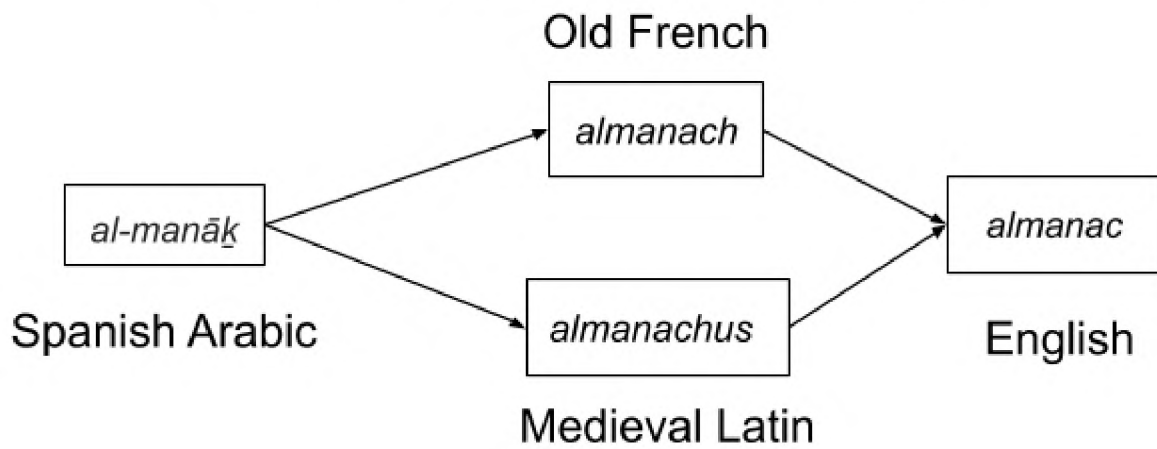 Old French
almanach
al-manāḵ
Spanish Arabic
almanac
English
almanachus
Medieval Latin